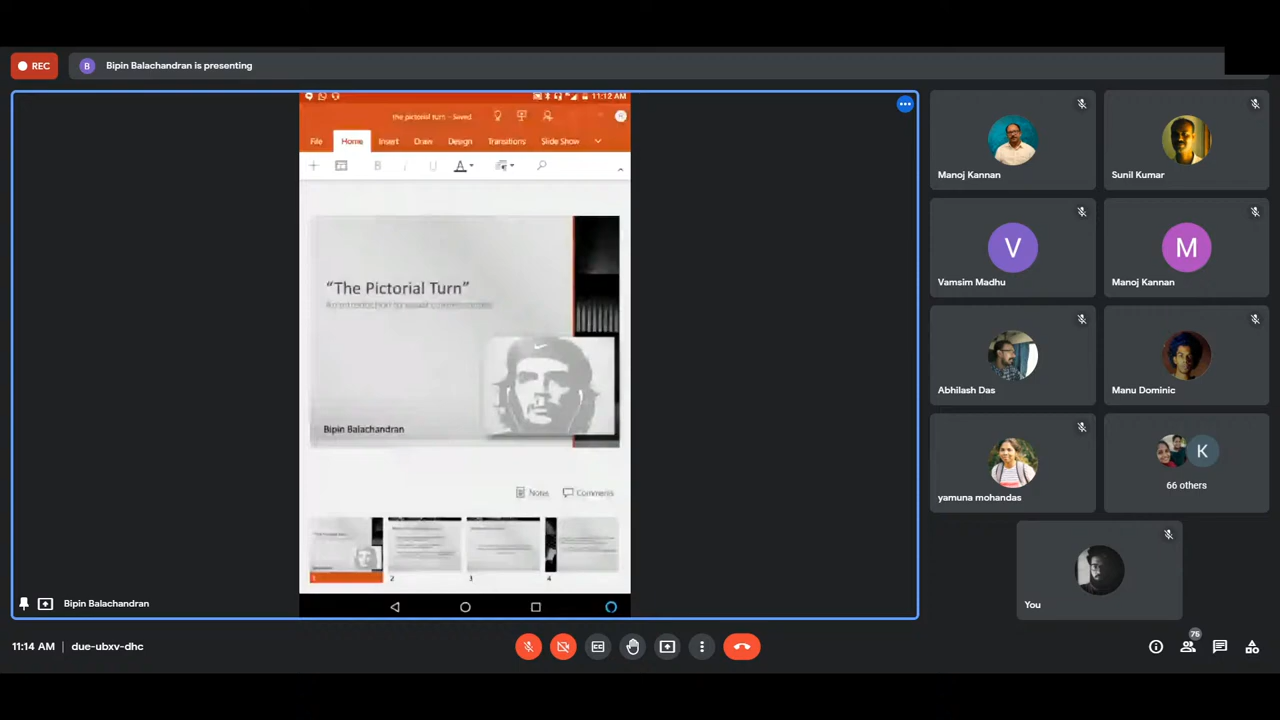 REC
B
Bipin Balachandran is presenting
11:12 AM
the pictorial turn – Saved
File Home Insert Draw Design Transitions Slide Show
B I U A
“The Pictorial Turn”
Bipin Balachandran
Notes Comments
1 2 3 4
Bipin Balachandran
Manoj Kannan
Sunil Kumar
V
Vamsim Madhu
M
Manoj Kannan
Abhilash Das
Manu Dominic
yamuna mohandas
K
66 others
You
11:14 AM due-ubxv-dhc
75